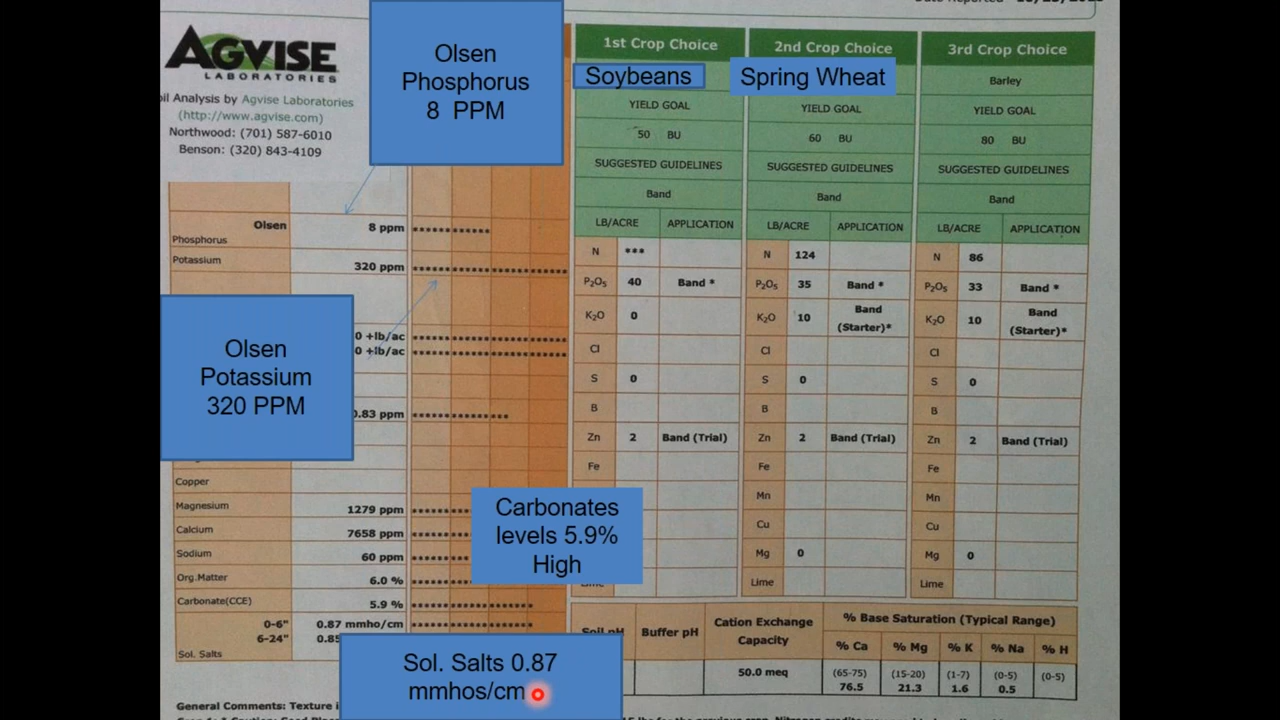 Date Reported
AGVISE
LABORATORIES
Soil Analysis by Agvise Laboratories
(http://www.agvise.com)
Northwood: (701) 587-6010
Benson: (320) 843-4109
Olsen
Phosphorus
8 PPM
1st Crop Choice
2nd Crop Choice
3rd Crop Choice
Soybeans
Spring Wheat
Barley
YIELD GOAL
YIELD GOAL
YIELD GOAL
50 BU
60 BU
80 BU
SUGGESTED GUIDELINES
SUGGESTED GUIDELINES
SUGGESTED GUIDELINES
Band
Band
Band
LB/ACRE APPLICATION
LB/ACRE APPLICATION
LB/ACRE APPLICATION
Olsen
Phosphorus
8 ppm
Potassium
320 ppm
Olsen
Potassium
320 PPM
0 +lb/ac
0 +lb/ac
0.83 ppm
Copper
Magnesium 1279 ppm
Calcium 7658 ppm
Sodium 60 ppm
Org.Matter 6.0 %
Carbonate(CCE) 5.9 %
0-6" 0.87 mmho/cm
6-24"
Sol. Salts
Carbonates
levels 5.9%
High
Sol. Salts 0.87
mmhos/cm
N ***
P2O5 40 Band *
K2O 0
Cl
S 0
B
Zn 2 Band (Trial)
Fe
N 124
P2O5 35 Band *
K2O 10 Band
(Starter)*
Cl
S 0
B
Zn 2 Band (Trial)
Fe
Mn
Cu
Mg 0
Lime
N 86
P2O5 33 Band *
K2O 10 Band
(Starter)*
Cl
S 0
B
Zn 2 Band (Trial)
Fe
Mn
Cu
Mg 0
Lime
Soil pH
Buffer pH
Cation Exchange
Capacity
% Base Saturation (Typical Range)
% Ca % Mg % K % Na % H
50.0 meq
(65-75) (15-20) (1-7) (0-5) (0-5)
76.5 21.3 1.6 0.5
General Comments: Texture i